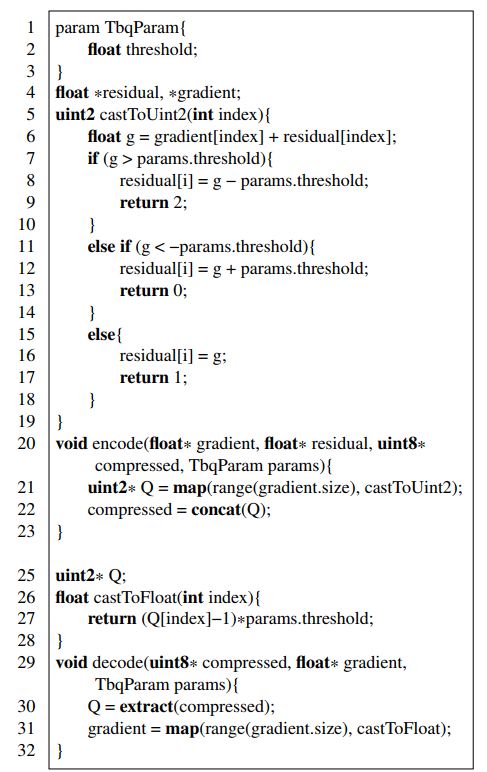 1 param TbqParam{
2 float threshold;
3 }
4 float *residual, *gradient;
5 uint2 castToUint2(int index){
6 float g = gradient[index] + residual[index];
7 if (g > params.threshold){
8 residual[i] = g − params.threshold;
9 return 2;
10 }
11 else if (g < −params.threshold){
12 residual[i] = g + params.threshold;
13 return 0;
14 }
15 else{
16 residual[i] = g;
17 return 1;
18 }
19 }
20 void encode(float* gradient, float* residual, uint8*
compressed, TbqParam params){
21 uint2* Q = map(range(gradient.size), castToUint2);
22 compressed = concat(Q);
23 }
25 uint2* Q;
26 float castToFloat(int index){
27 return (Q[index]−1)*params.threshold;
28 }
29 void decode(uint8* compressed, float* gradient,
TbqParam params){
30 Q = extract(compressed);
31 gradient = map(range(gradient.size), castToFloat);
32 }